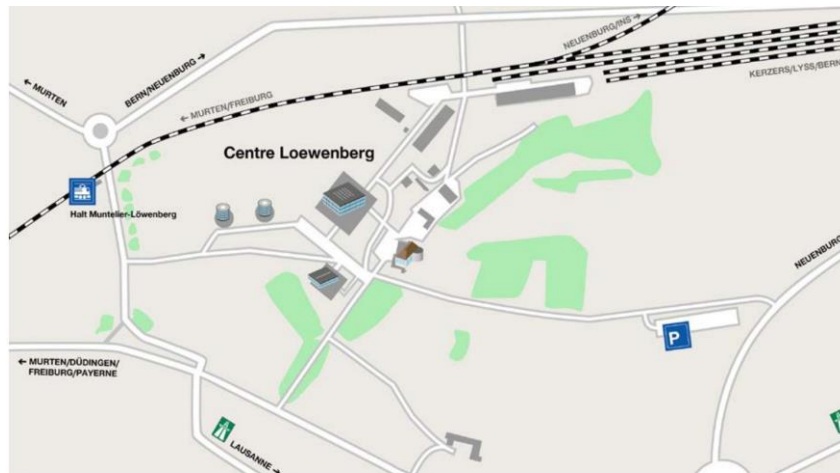 NEUENBURG/INS
KERZERS/LYSS/BERN
← MURTEN
BERN/NEUENBURG →
← MURTEN/FREIBURG
Centre Loewenberg
Halt Muntelier-Löwenberg
NEUENBURG
P
← MURTEN/DÜDINGEN/
FREIBURG/PAYERNE
LAUSANNE →